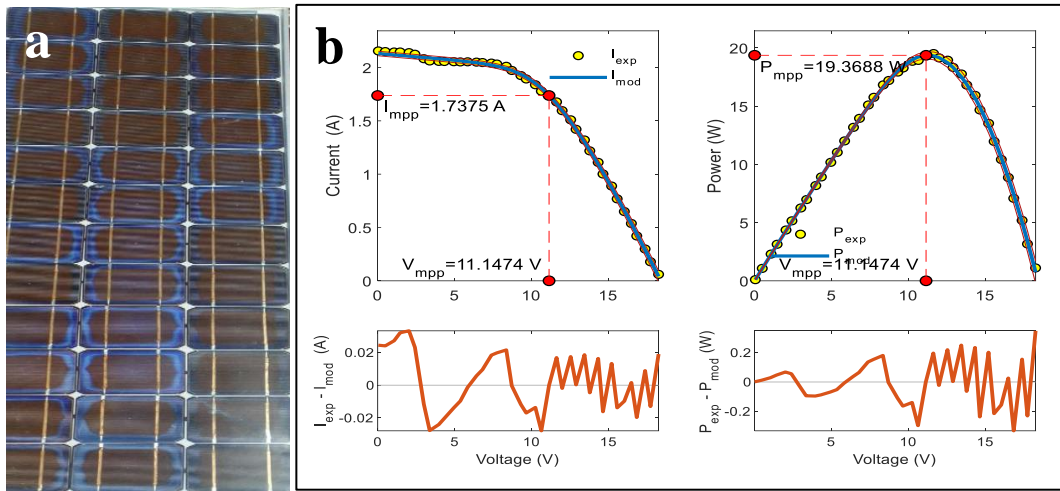 a
b
2
1.5
1
0.5
0
Current (A)
I_exp
I_mod
I_mpp=1.7375 A
V_mpp=11.1474 V
0 5 10 15
20
15
10
5
0
Power (W)
P_mpp=19.3688 W
P_exp
P_mod
V_mpp=11.1474 V
0 5 10 15
0.02
0
-0.02
I_exp - I_mod
(A)
0 5 10 15
Voltage (V)
0.2
0
-0.2
P_exp - P_mod
(W)
0 5 10 15
Voltage (V)